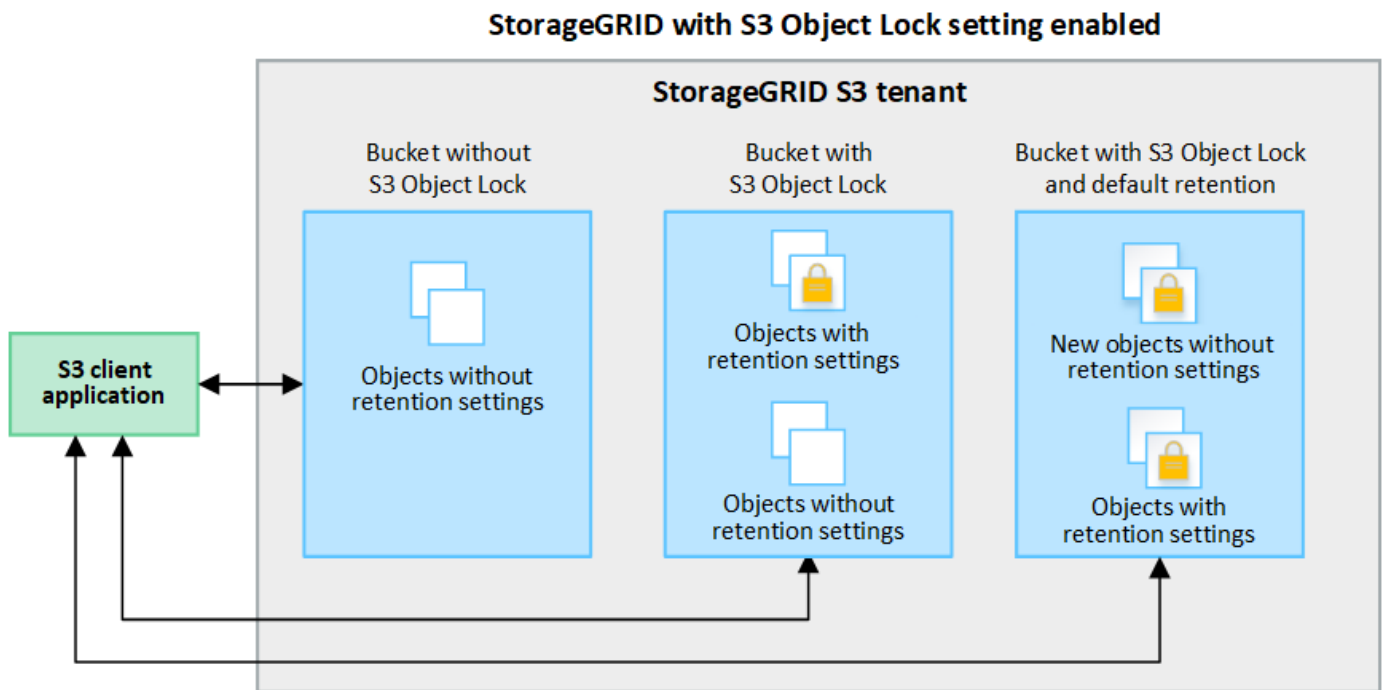 StorageGRID with S3 Object Lock setting enabled
StorageGRID S3 tenant
Bucket without
S3 Object Lock
Bucket with
S3 Object Lock
Bucket with S3 Object Lock
and default retention
S3 client
application
Objects without
retention settings
Objects with
retention settings
Objects without
retention settings
New objects without
retention settings
Objects with
retention settings